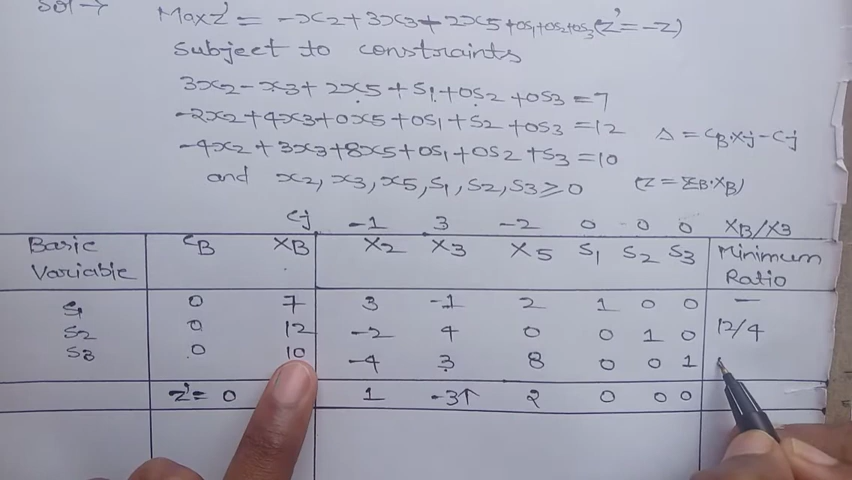 Sol →
Max z' = -x2 + 3x3 - 2x5 + 0s1 + 0s2 + 0s3 (z' = -z)
Subject to constraints
3x2 - x3 + 2x5 + s1 + 0s2 + 0s3 = 7
-2x2 + 4x3 + 0x5 + 0s1 + s2 + 0s3 = 12 Δ = CB·xj - Cj
-4x2 + 3x3 + 8x5 + 0s1 + 0s2 + s3 = 10
and x2, x3, x5, s1, s2, s3 ≥ 0 (Z = ΣB·XB)
Cj -1 3 -2 0 0 0 XB/X3
Basic Variable CB XB X2 X3 X5 S1 S2 S3 Minimum Ratio
S1 0 7 3 -1 2 1 0 0 —
S2 0 12 -2 4 0 0 1 0 12/4
S3 0 10 -4 3 8 0 0 1
z' = 0 1 -3↑ 2 0 0 0